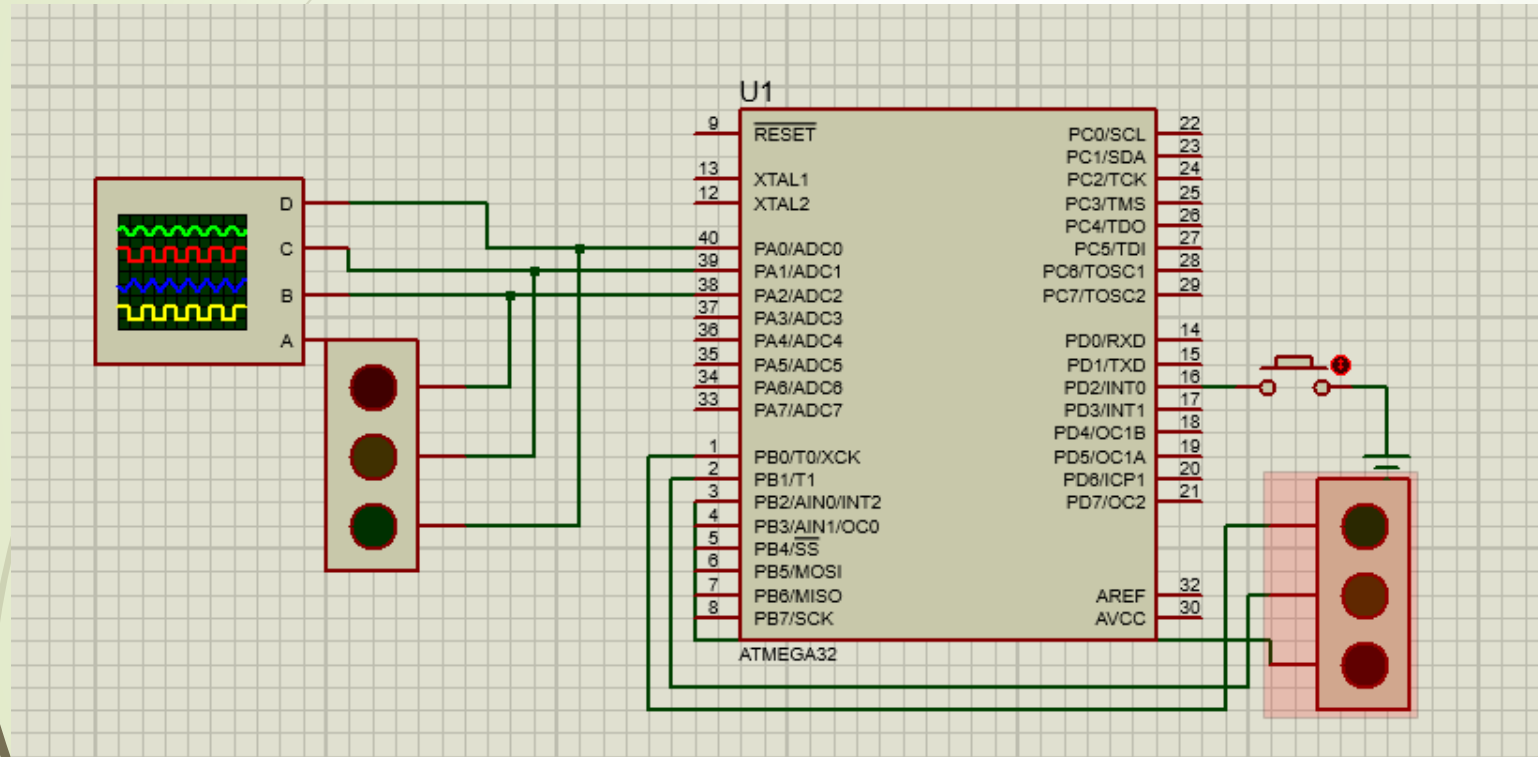 U1
D
C
B
A
9 RESET
13 XTAL1
12 XTAL2
40 PA0/ADC0
39 PA1/ADC1
38 PA2/ADC2
37 PA3/ADC3
36 PA4/ADC4
35 PA5/ADC5
34 PA6/ADC6
33 PA7/ADC7
1 PB0/T0/XCK
2 PB1/T1
3 PB2/AIN0/INT2
4 PB3/AIN1/OC0
5 PB4/SS
6 PB5/MOSI
7 PB6/MISO
8 PB7/SCK
PC0/SCL 22
PC1/SDA 23
PC2/TCK 24
PC3/TMS 25
PC4/TDO 26
PC5/TDI 27
PC6/TOSC1 28
PC7/TOSC2 29
PD0/RXD 14
PD1/TXD 15
PD2/INT0 16
PD3/INT1 17
PD4/OC1B 18
PD5/OC1A 19
PD6/ICP1 20
PD7/OC2 21
AREF 32
AVCC 30
ATMEGA32